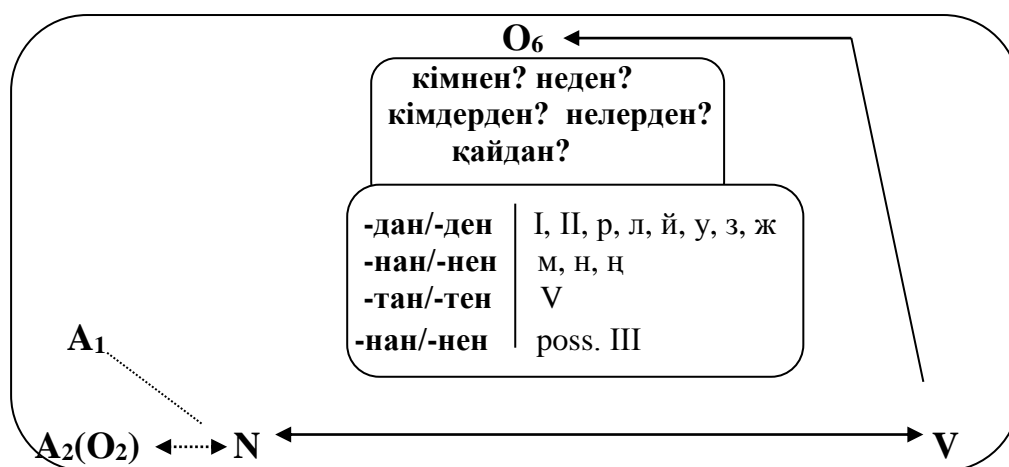 O₆
кімнен? неден?
кімдерден? нелерден?
қайдан?
-дан/-ден I, II, р, л, й, у, з, ж
-нан/-нен м, н, ң
-тан/-тен V
-нан/-нен poss. III
A₁
A₂(O₂) N V